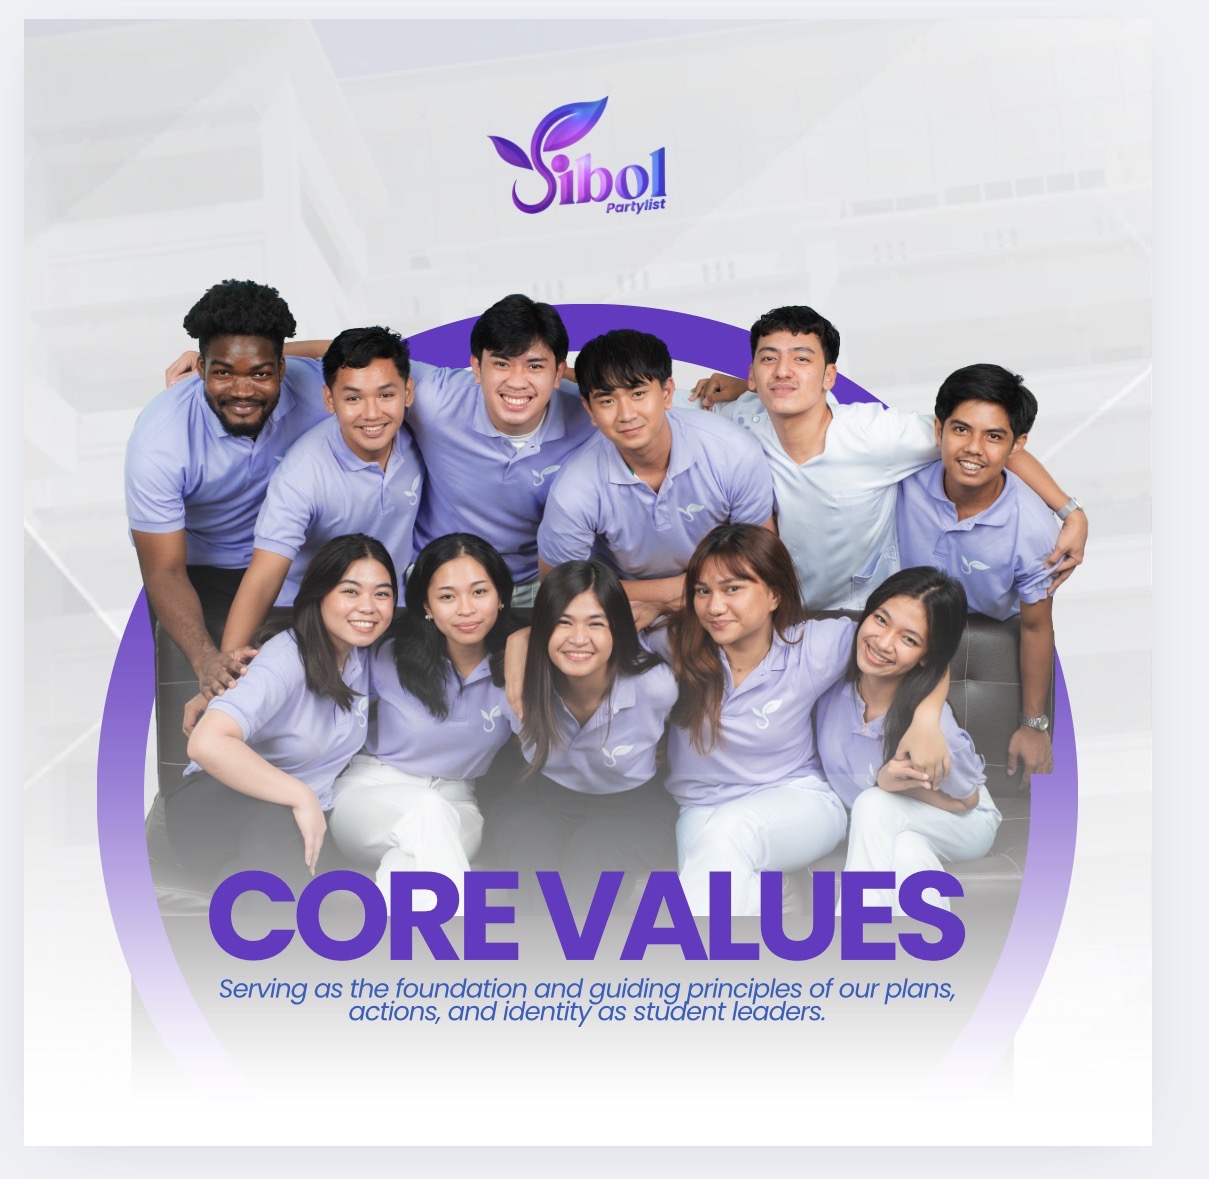 Sibol
Partylist
CORE VALUES
Serving as the foundation and guiding principles of our plans,
actions, and identity as student leaders.